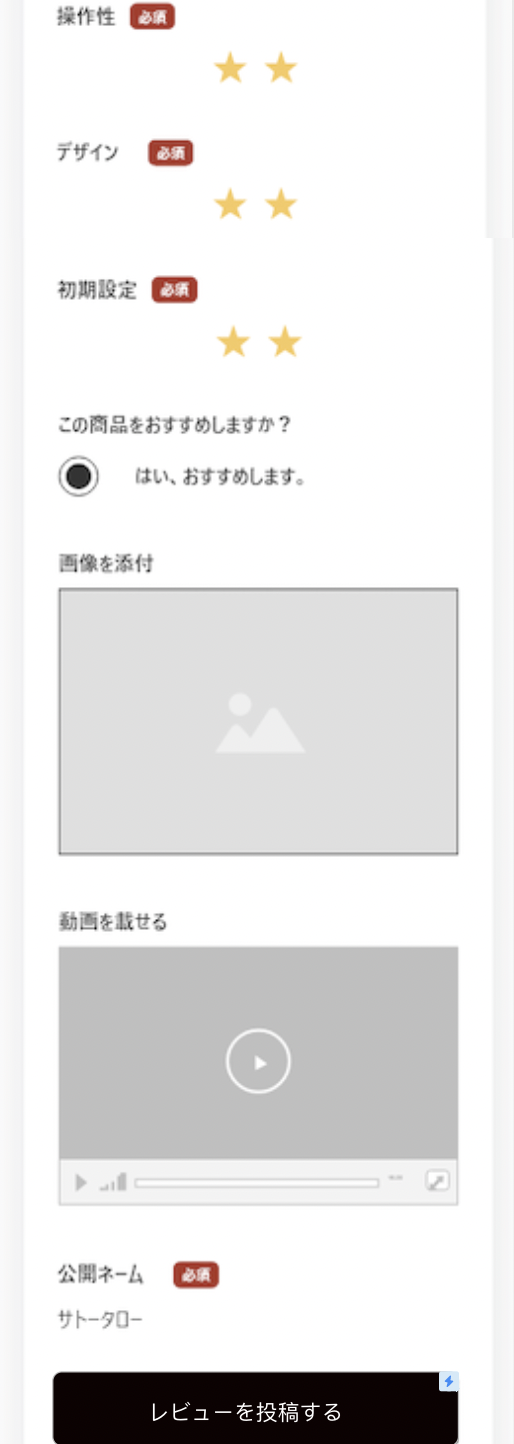 操作性 必須
デザイン 必須
初期設定 必須
この商品をおすすめしますか？
はい、おすすめします。
画像を添付
動画を載せる
公開ネーム 必須
サトータロー
レビューを投稿する